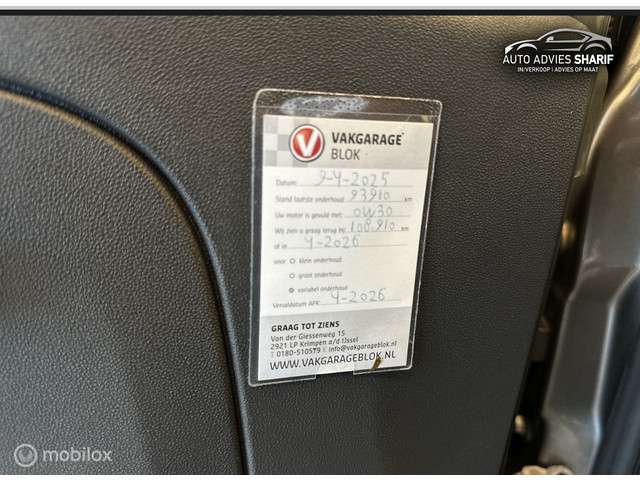 AUTO ADVIES SHARIF
IN/VERKOOP | ADVIES OP MAAT
VAKGARAGE
BLOK
Datum: 9-4-2025
Stand laatste onderhoud: 93910 km
Uw motor is gevuld met: 0W30
Wij zien u graag terug bij: 108.910 km
of in 4-2026
voor klein onderhoud
groot onderhoud
variabel onderhoud
Vervaldatum APK: 4-2026
GRAAG TOT ZIENS
Van der Giessenweg 15
2921 LP Krimpen a/d IJssel
T 0180-510579 E info@vakgarageblok.nl
WWW.VAKGARAGEBLOK.NL
mobilox